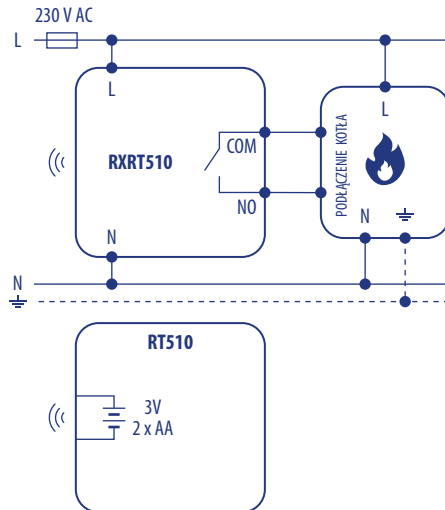 230 V AC
L
L
RXRT510
COM
NO
N
L
PODŁĄCZENIE KOTŁA
N
N
RT510
3V
2 x AA